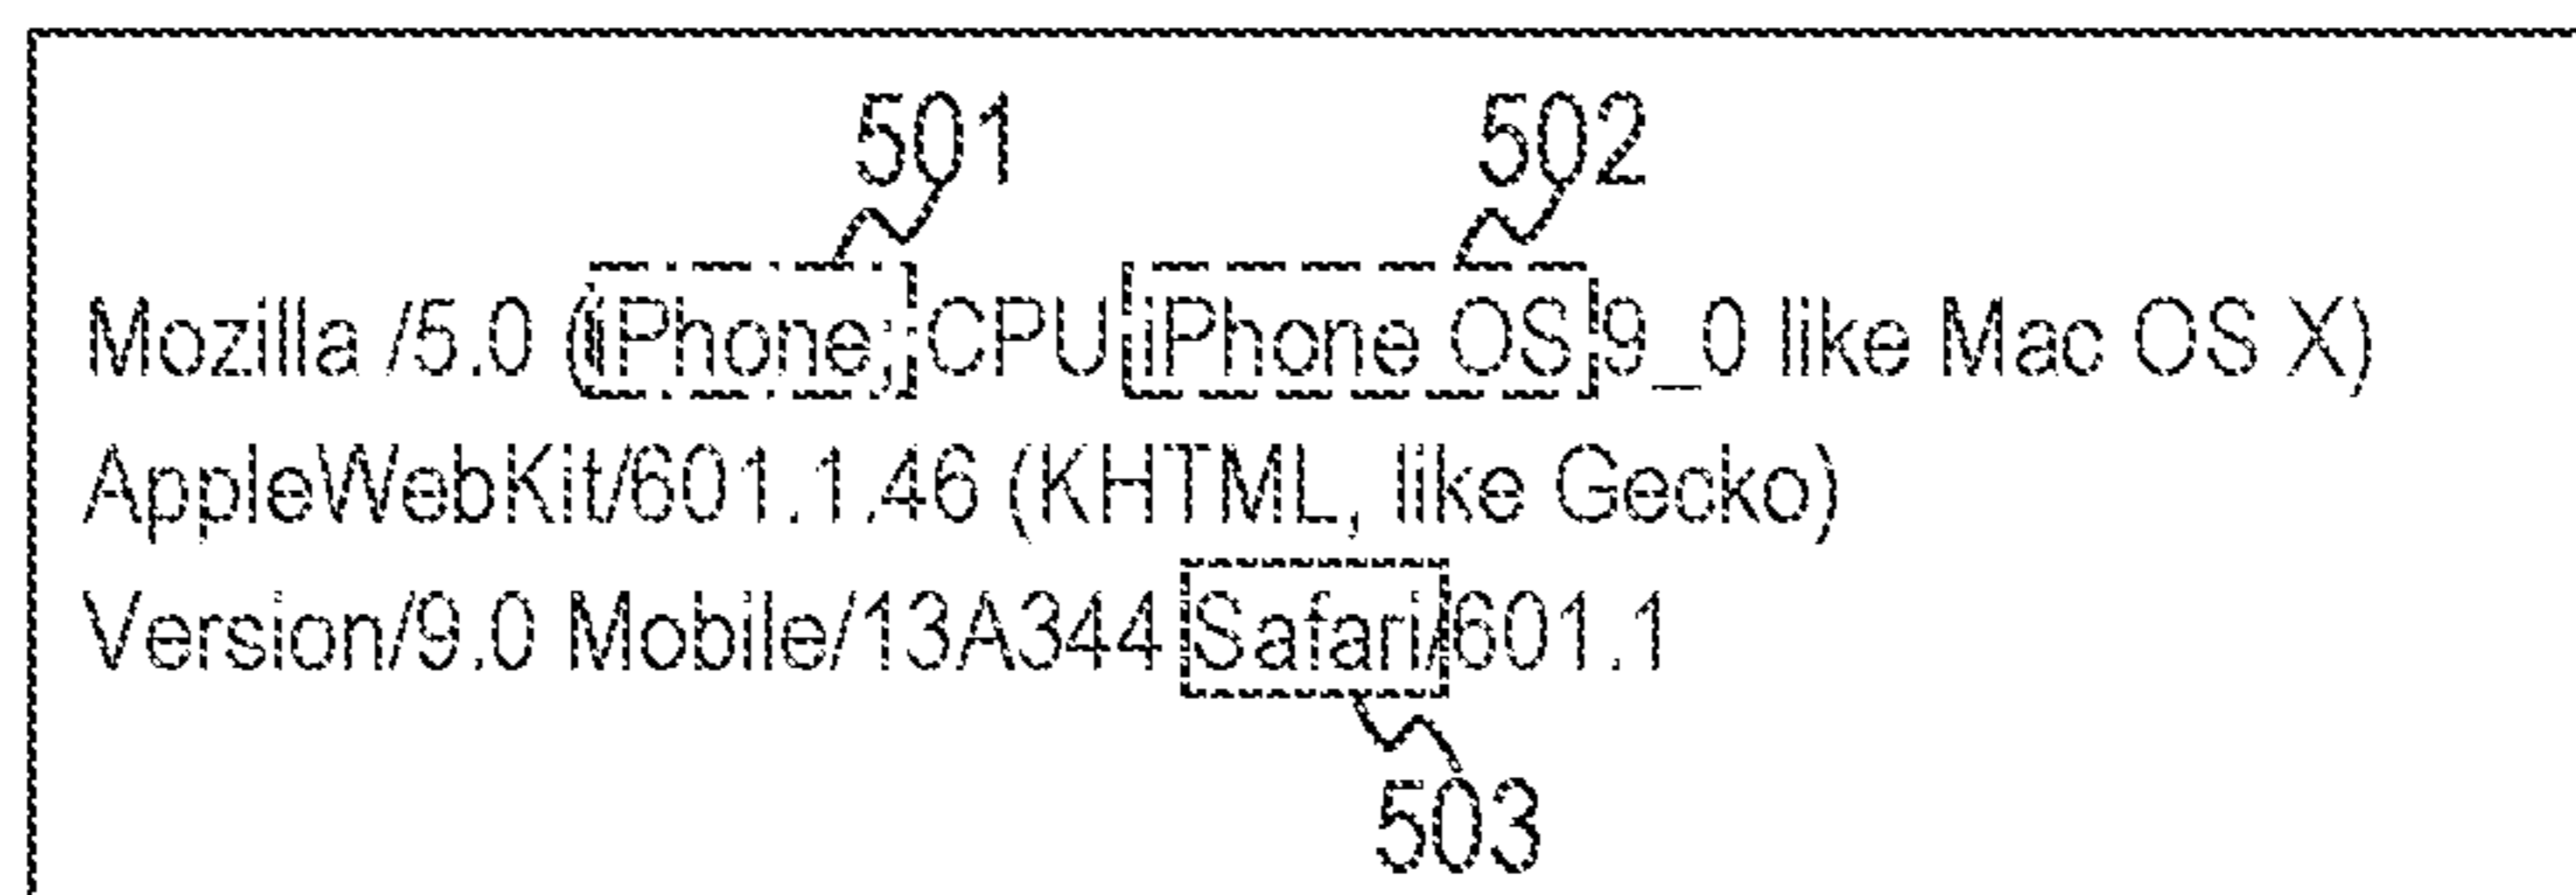 501 502
Mozilla /5.0 (iPhone; CPU iPhone OS 9_0 like Mac OS X)
AppleWebKit/601.1.46 (KHTML, like Gecko)
Version/9.0 Mobile/13A344 Safari/601.1
503